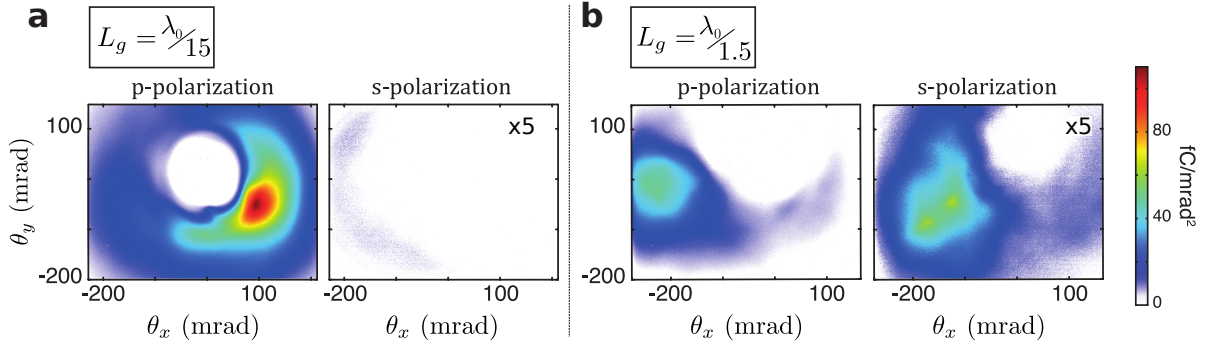 a
L_g = λ₀/15
p-polarization
s-polarization
x5
100
-200
-200
100
-200
100
θ_y (mrad)
θ_x (mrad)
θ_x (mrad)
b
L_g = λ₀/1.5
p-polarization
s-polarization
x5
100
-200
-200
100
-200
100
θ_x (mrad)
θ_x (mrad)
80
40
0
fC/mrad²